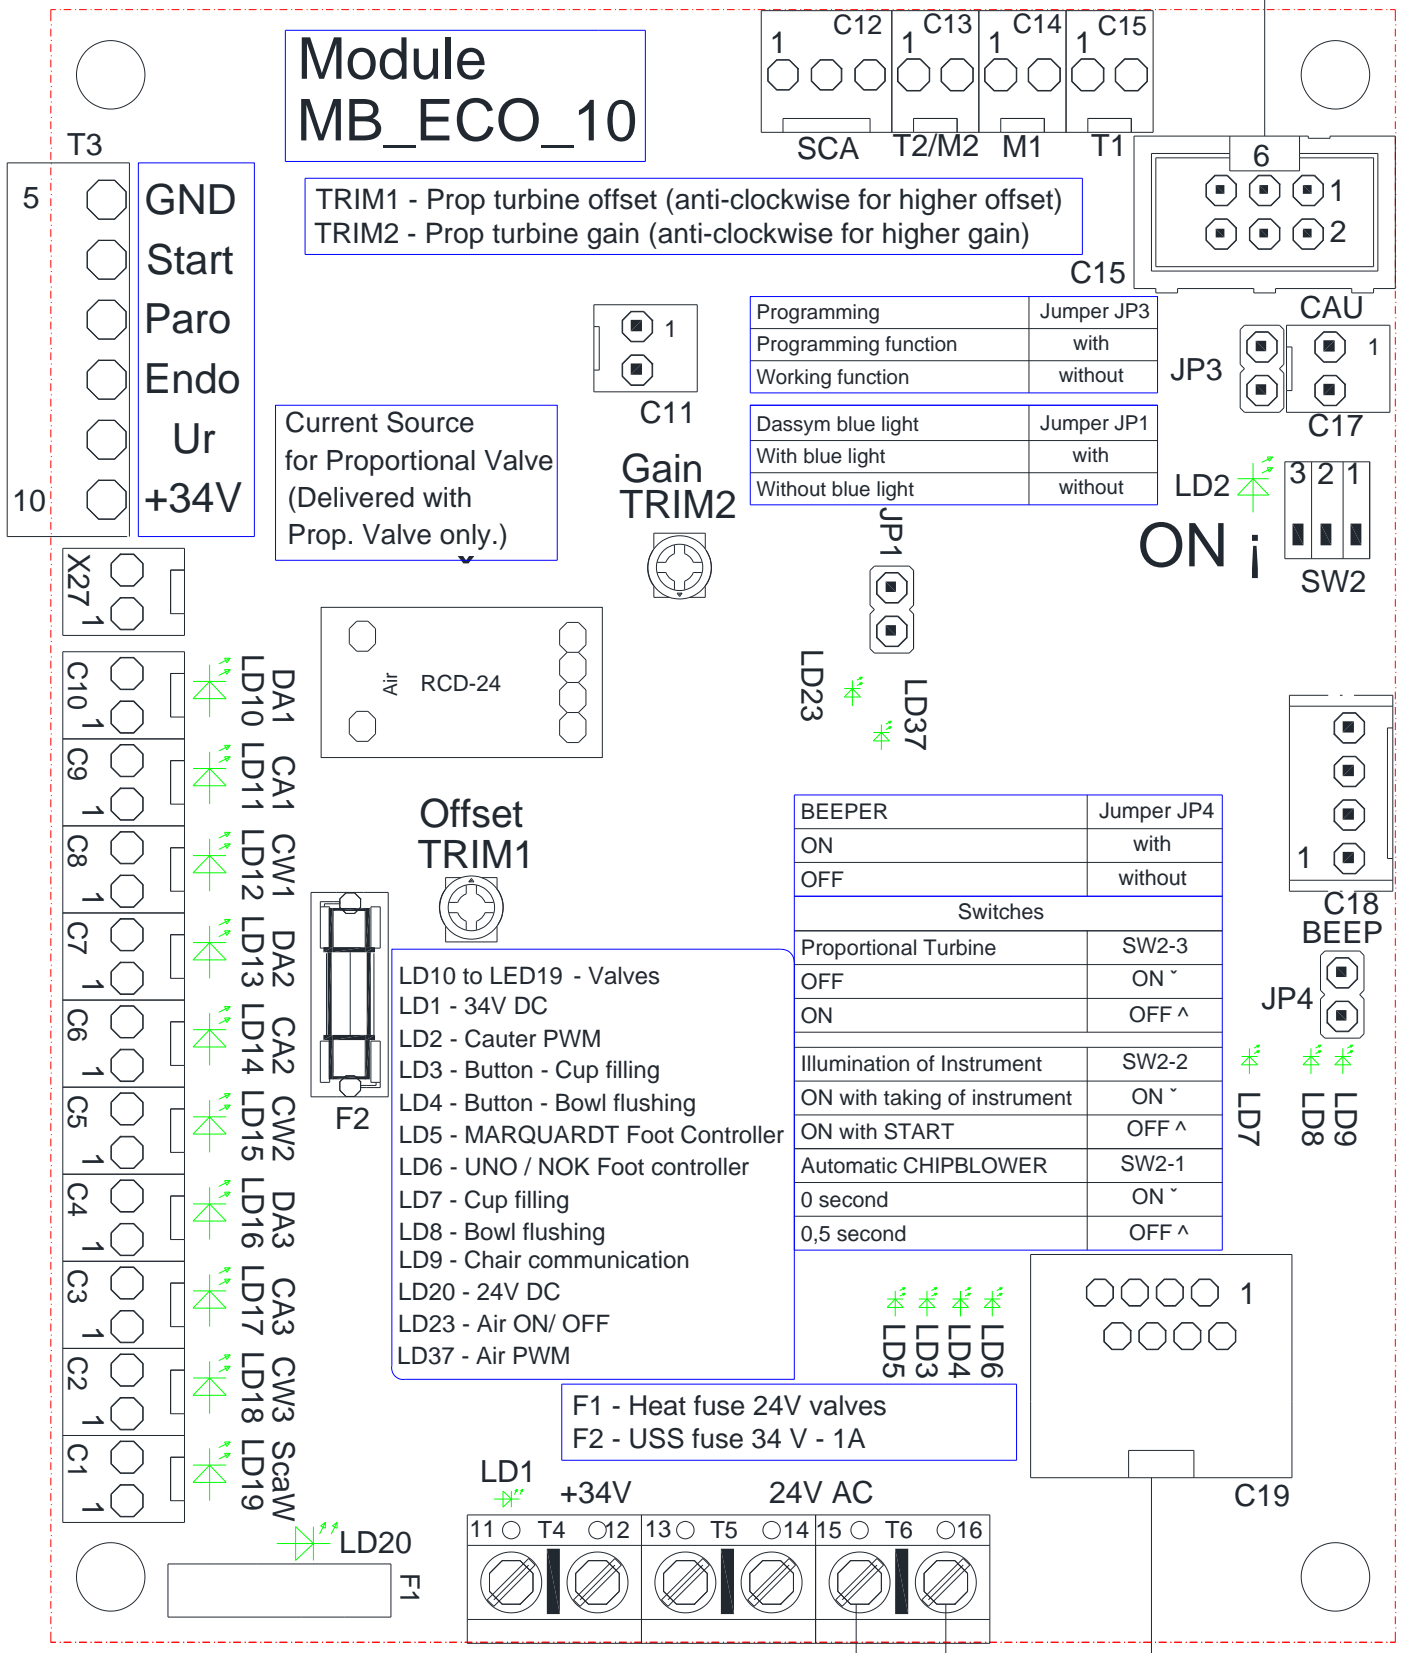 Module
MB_ECO_10
C12
C13
C14
C15
1
1
1
1
SCA
T2/M2
M1
T1
T3
5
10
GND
Start
Paro
Endo
Ur
+34V
TRIM1 - Prop turbine offset (anti-clockwise for higher offset)
TRIM2 - Prop turbine gain (anti-clockwise for higher gain)
6
1
2
C15
CAU
1
C11
Programming Jumper JP3
Programming function with
Working function without
JP3
1
C17
Dassym blue light Jumper JP1
With blue light with
Without blue light without
Current Source
for Proportional Valve
(Delivered with
Prop. Valve only.)
Gain
TRIM2
LD2
3 2 1
ON ¡
SW2
JP1
X27
1
Air
RCD-24
LD23
LD37
C10
1
LD10
DA1
C9
1
LD11
CA1
C8
1
LD12
CW1
C7
1
LD13
DA2
C6
1
LD14
CA2
C5
1
LD15
CW2
C4
1
LD16
DA3
C3
1
LD17
CA3
C2
1
LD18
CW3
C1
1
LD19
ScaW
Offset
TRIM1
F2
BEEPER Jumper JP4
ON with
OFF without
Switches
Proportional Turbine SW2-3
OFF ON ˇ
ON OFF ^
Illumination of Instrument SW2-2
ON with taking of instrument ON ˇ
ON with START OFF ^
Automatic CHIPBLOWER SW2-1
0 second ON ˇ
0,5 second OFF ^
1
C18
BEEP
JP4
LD7
LD8
LD9
LD10 to LED19 - Valves
LD1 - 34V DC
LD2 - Cauter PWM
LD3 - Button - Cup filling
LD4 - Button - Bowl flushing
LD5 - MARQUARDT Foot Controller
LD6 - UNO / NOK Foot controller
LD7 - Cup filling
LD8 - Bowl flushing
LD9 - Chair communication
LD20 - 24V DC
LD23 - Air ON/ OFF
LD37 - Air PWM
LD5
LD3
LD4
LD6
1
C19
F1 - Heat fuse 24V valves
F2 - USS fuse 34 V - 1A
LD1
+34V
24V AC
11 T4 12
13 T5 14
15 T6 16
LD20
F1